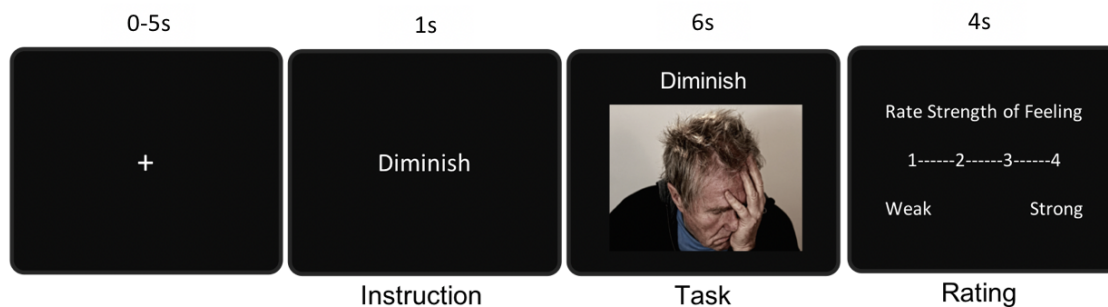 0-5s
1s
6s
4s
+
Diminish
Diminish
Rate Strength of Feeling
1------2------3------4
Weak Strong
Instruction
Task
Rating